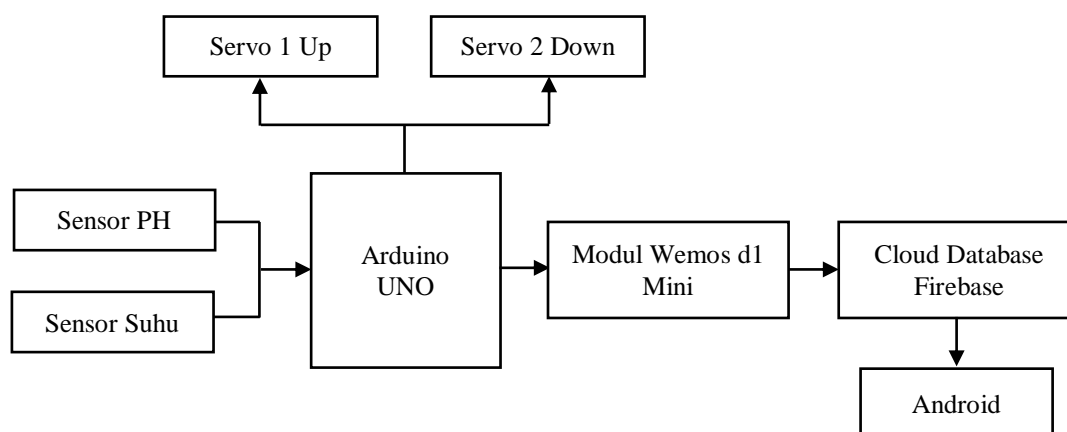 Servo 1 Up
Servo 2 Down
Sensor PH
Sensor Suhu
Arduino
UNO
Modul Wemos d1
Mini
Cloud Database
Firebase
Android